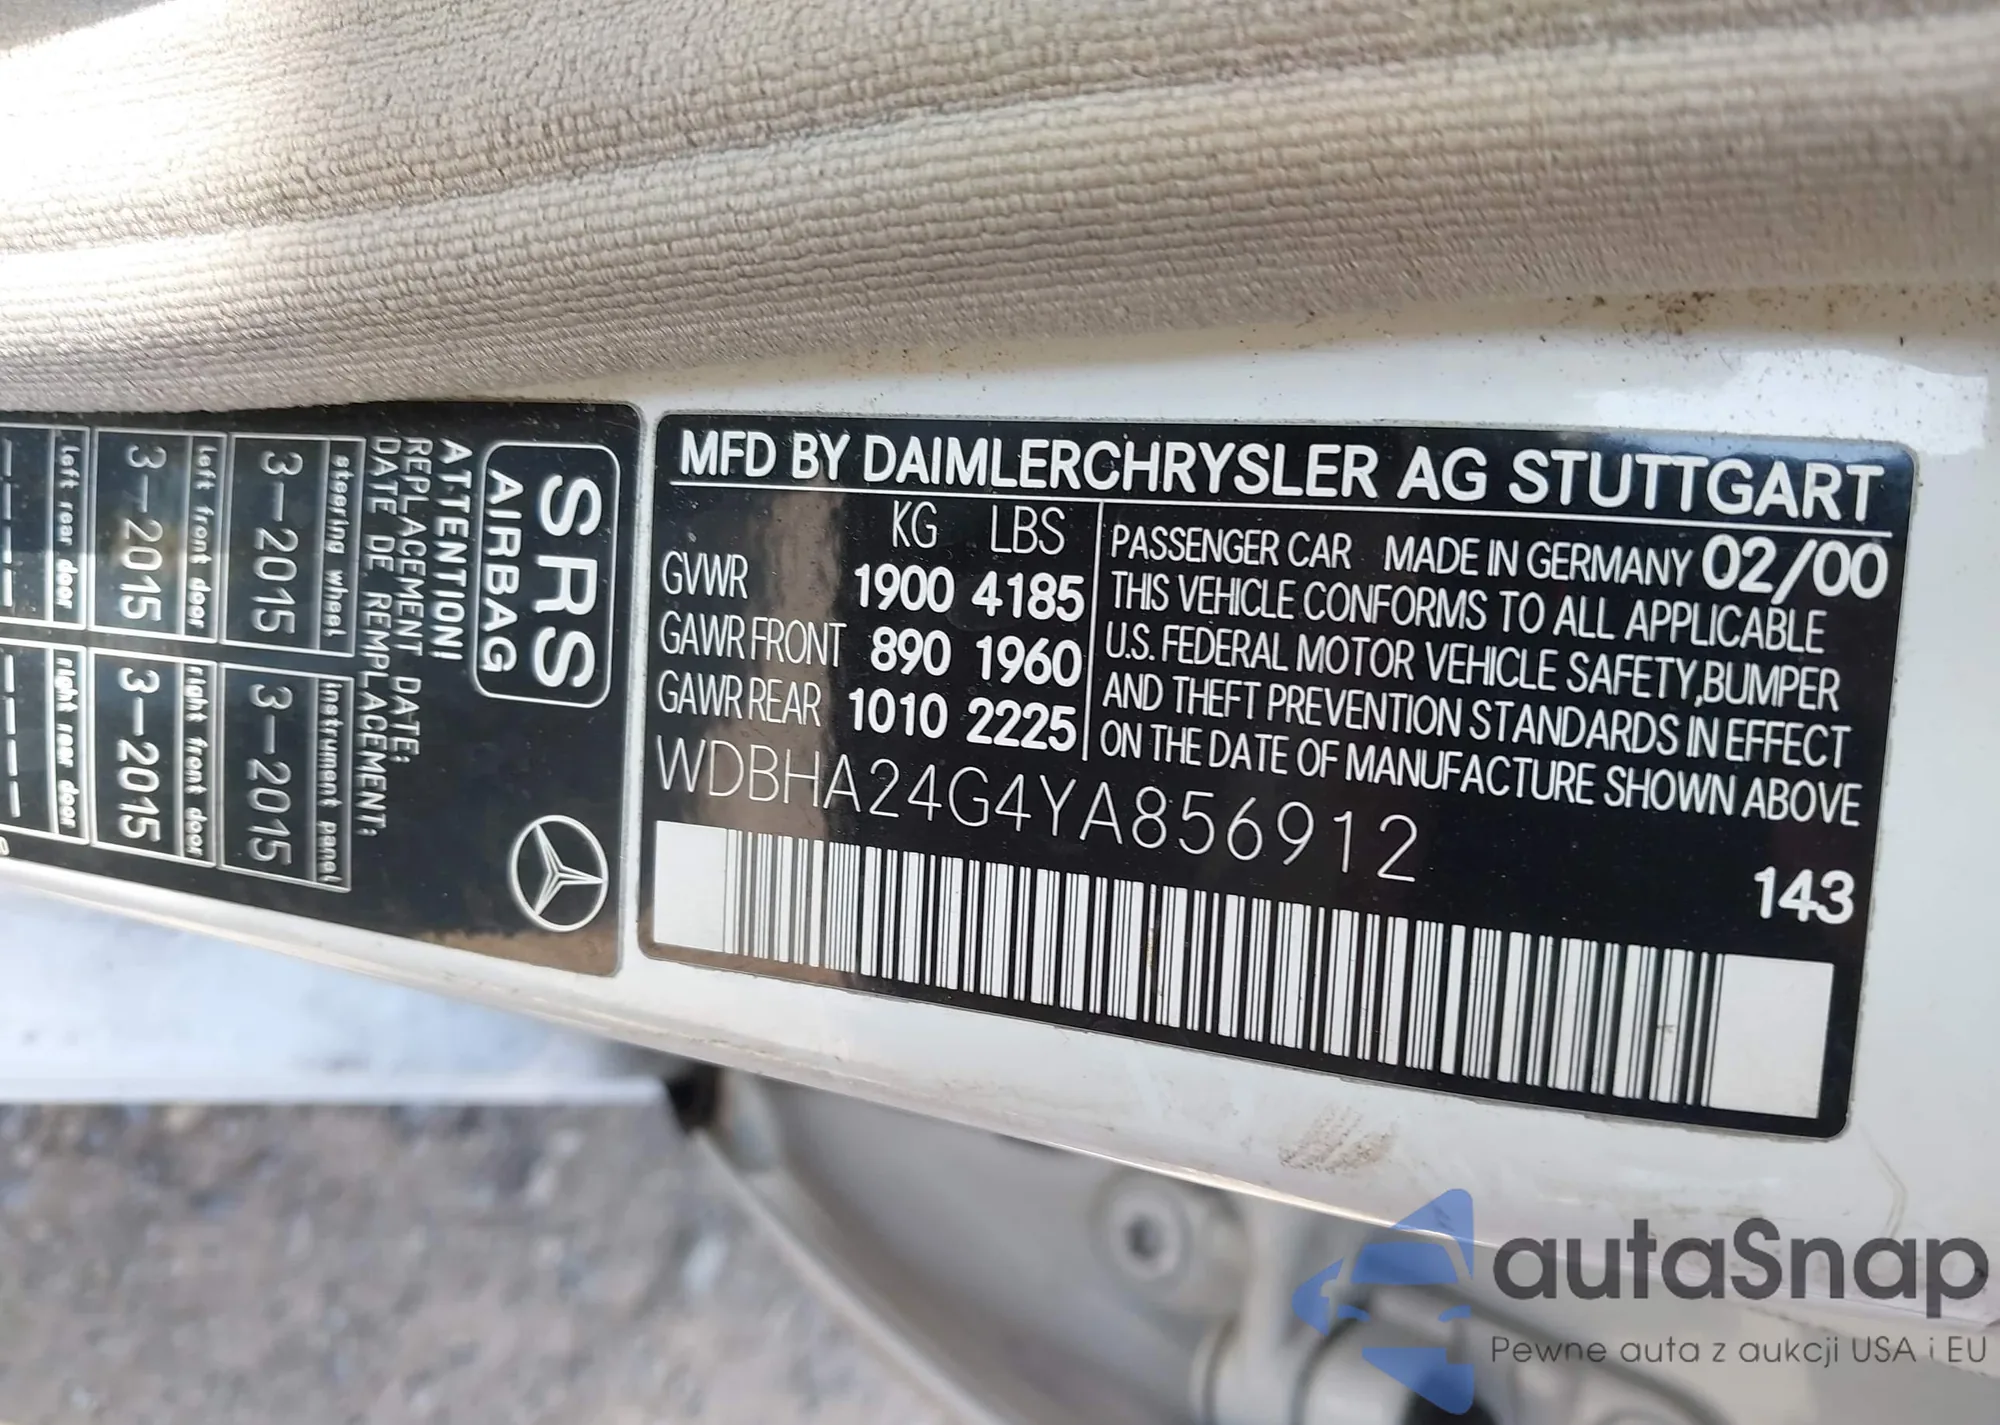 MFD BY DAIMLERCHRYSLER AG STUTTGART
KG LBS
GVWR 1900 4185
GAWR FRONT 890 1960
GAWR REAR 1010 2225
PASSENGER CAR MADE IN GERMANY 02/00
THIS VEHICLE CONFORMS TO ALL APPLICABLE
U.S. FEDERAL MOTOR VEHICLE SAFETY,BUMPER
AND THEFT PREVENTION STANDARDS IN EFFECT
ON THE DATE OF MANUFACTURE SHOWN ABOVE
WDBHA24G4YA856912
143
SRS
AIRBAG
ATTENTION!
REPLACEMENT DATE:
DATE DE REMPLACEMENT:
steering wheel
3-2015
instrument panel
3-2015
left front door
3-2015
right front door
3-2015
left rear door
----
right rear door
----
autaSnap
Pewne auta z aukcji USA i EU